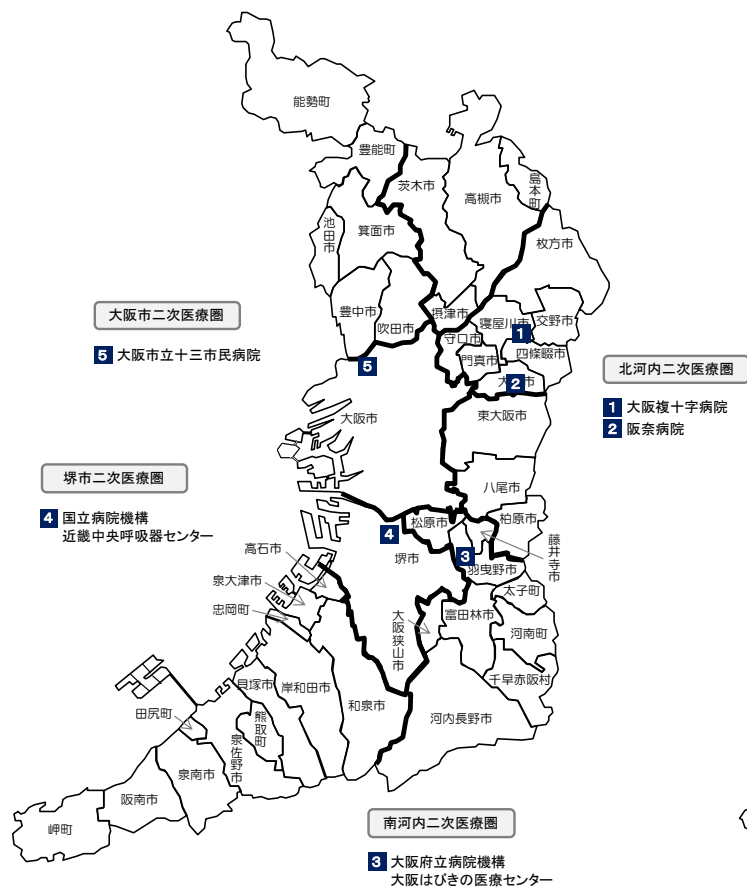 能勢町
豊能町
茨木市
高槻市
島本町
池田市
箕面市
枚方市
豊中市
吹田市
摂津市
寝屋川市
交野市
守口市
1
門真市
四條畷市
大阪市二次医療圏
5 大阪市立十三市民病院
5
2
大 市
北河内二次医療圏
1 大阪複十字病院
2 阪奈病院
大阪市
東大阪市
八尾市
堺市二次医療圏
4 国立病院機構
近畿中央呼吸器センター
松原市
柏原市
4
堺市
3
藤井寺市
羽曳野市
高石市
泉大津市
忠岡町
太子町
富田林市
大阪狭山市
河南町
千早赤阪村
貝塚市
岸和田市
和泉市
河内長野市
田尻町
熊取町
泉佐野市
泉南市
阪南市
岬町
南河内二次医療圏
3 大阪府立病院機構
大阪はびきの医療センター